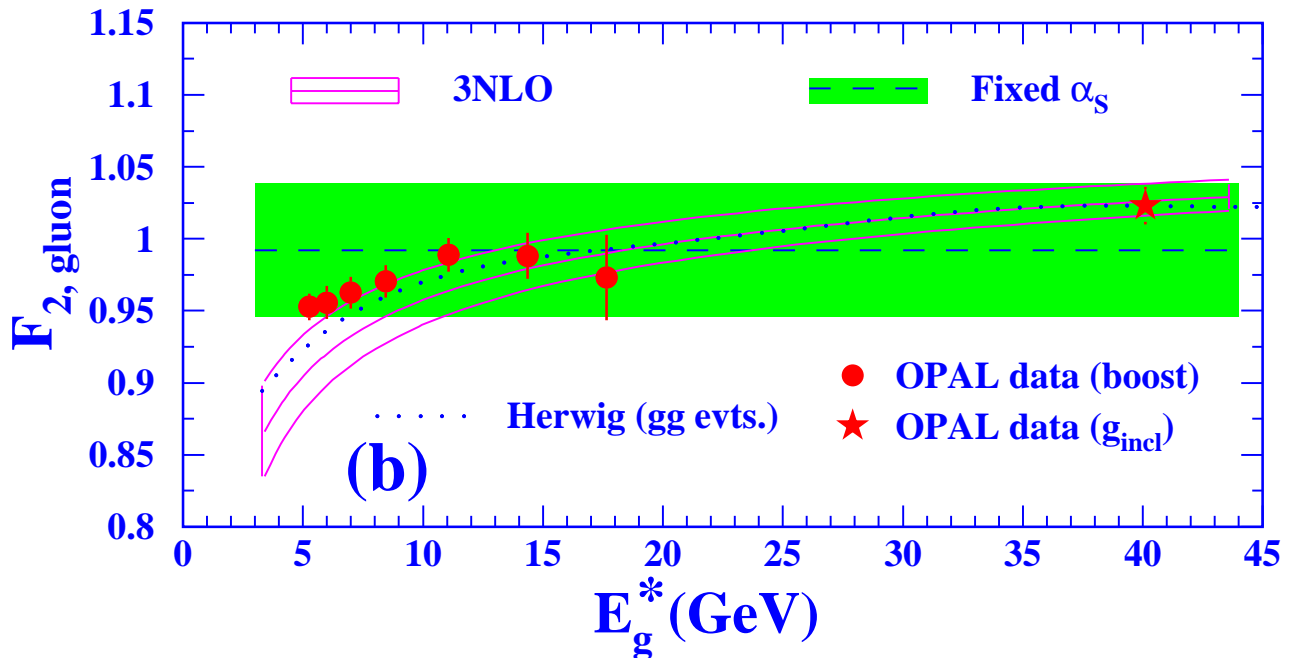 1.15
1.1
1.05
1
0.95
0.9
0.85
0.8
F2, gluon
3NLO
Fixed αS
OPAL data (boost)
Herwig (gg evts.)
OPAL data (gincl)
(b)
0 5 10 15 20 25 30 35 40 45
Eg* (GeV)